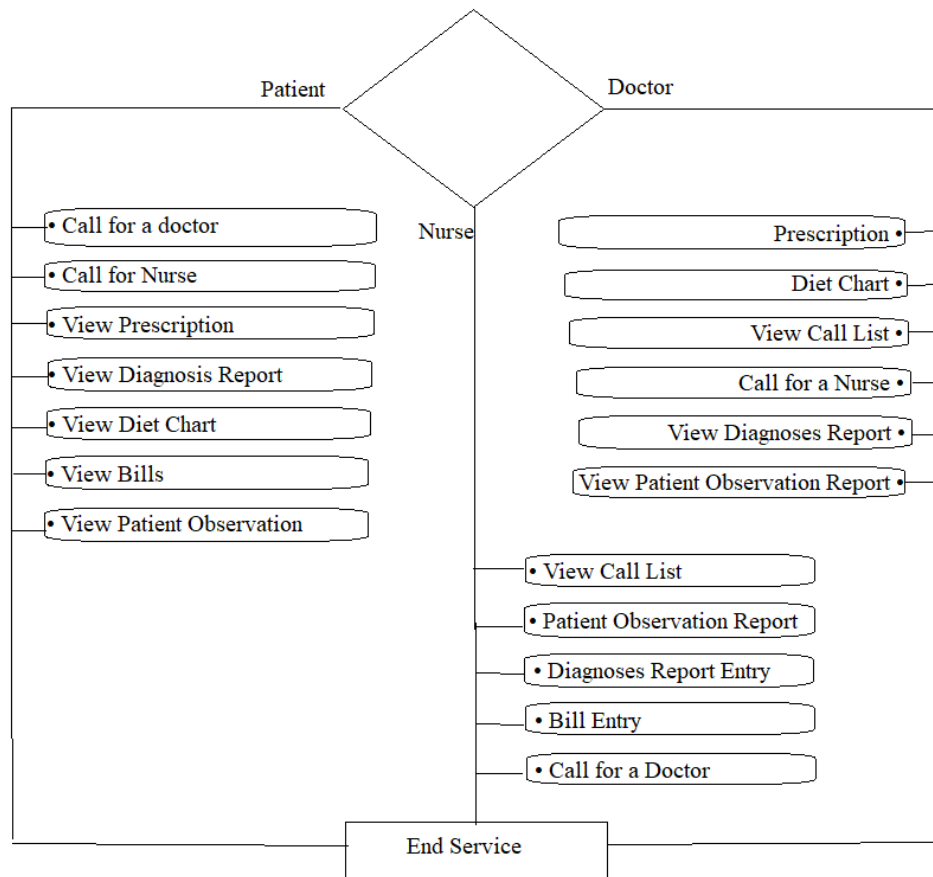 Patient
Doctor
Nurse
• Call for a doctor
• Call for Nurse
• View Prescription
• View Diagnosis Report
• View Diet Chart
• View Bills
• View Patient Observation
Prescription •
Diet Chart •
View Call List •
Call for a Nurse •
View Diagnoses Report •
View Patient Observation Report •
• View Call List
• Patient Observation Report
• Diagnoses Report Entry
• Bill Entry
• Call for a Doctor
End Service